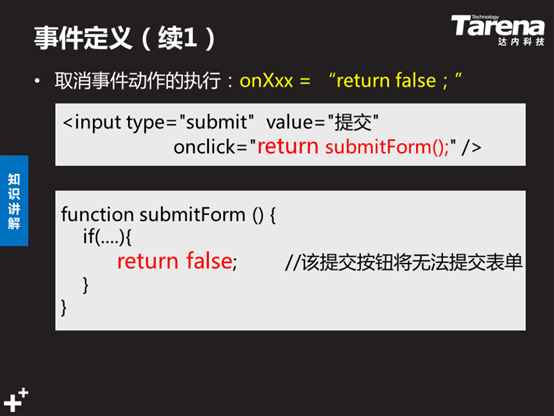 事件定义（续1）
Technology
Tarena
达内科技
• 取消事件动作的执行：onXxx = “return false；”
<input type="submit" value="提交"
onclick="return submitForm();" />
知识讲解
function submitForm () {
if(....){
return false; //该提交按钮将无法提交表单
}
}